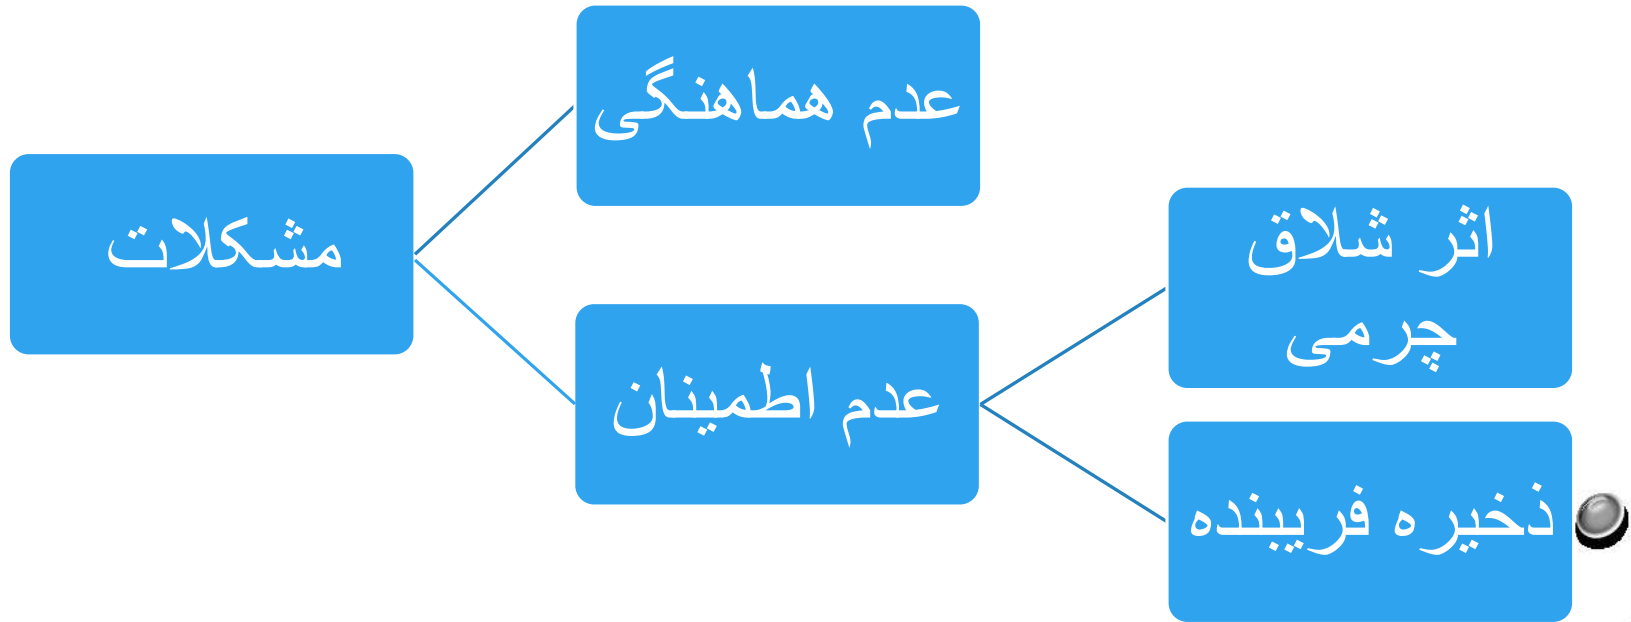 مشکلات
عدم هماهنگی
عدم اطمینان
اثر شلاق
چرمی
ذخیره فریبنده